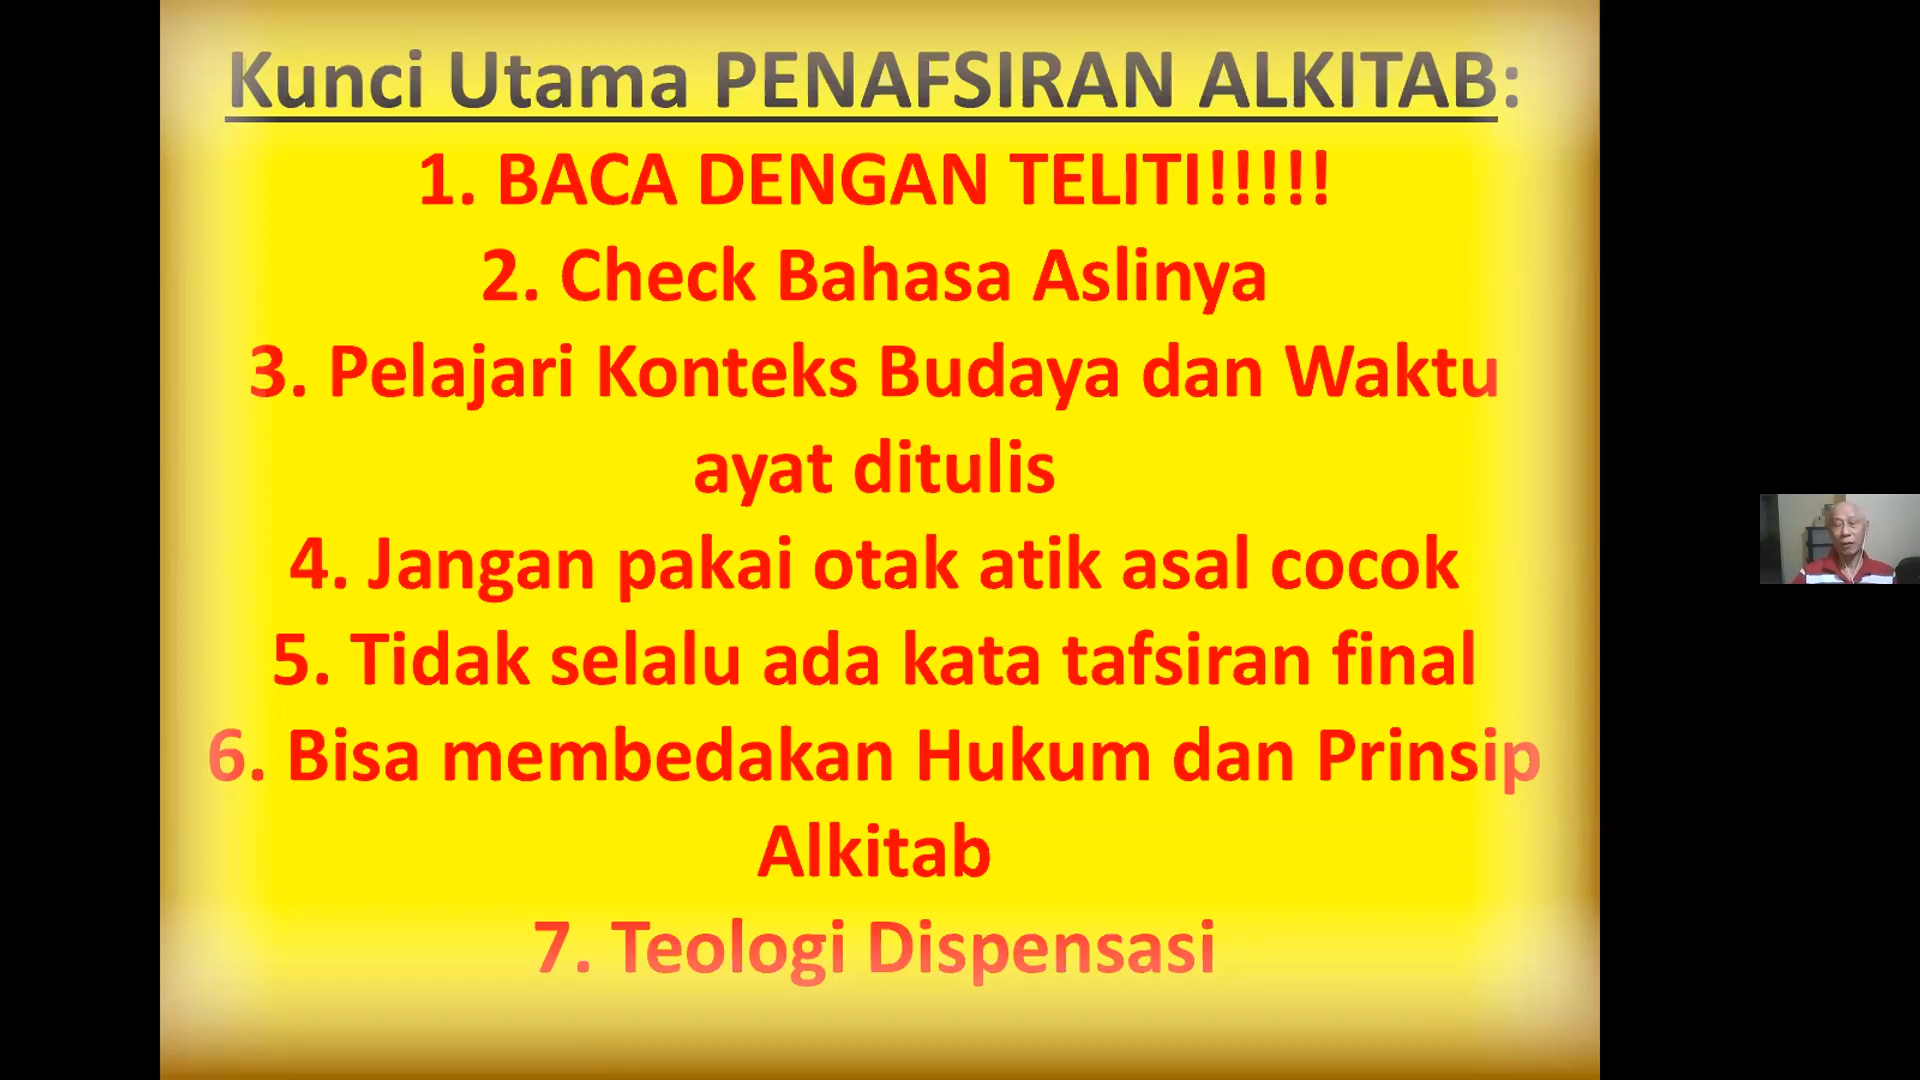 Kunci Utama PENAFSIRAN ALKITAB:
1. BACA DENGAN TELITI!!!!!
2. Check Bahasa Aslinya
3. Pelajari Konteks Budaya dan Waktu
ayat ditulis
4. Jangan pakai otak atik asal cocok
5. Tidak selalu ada kata tafsiran final
6. Bisa membedakan Hukum dan Prinsip
Alkitab
7. Teologi Dispensasi